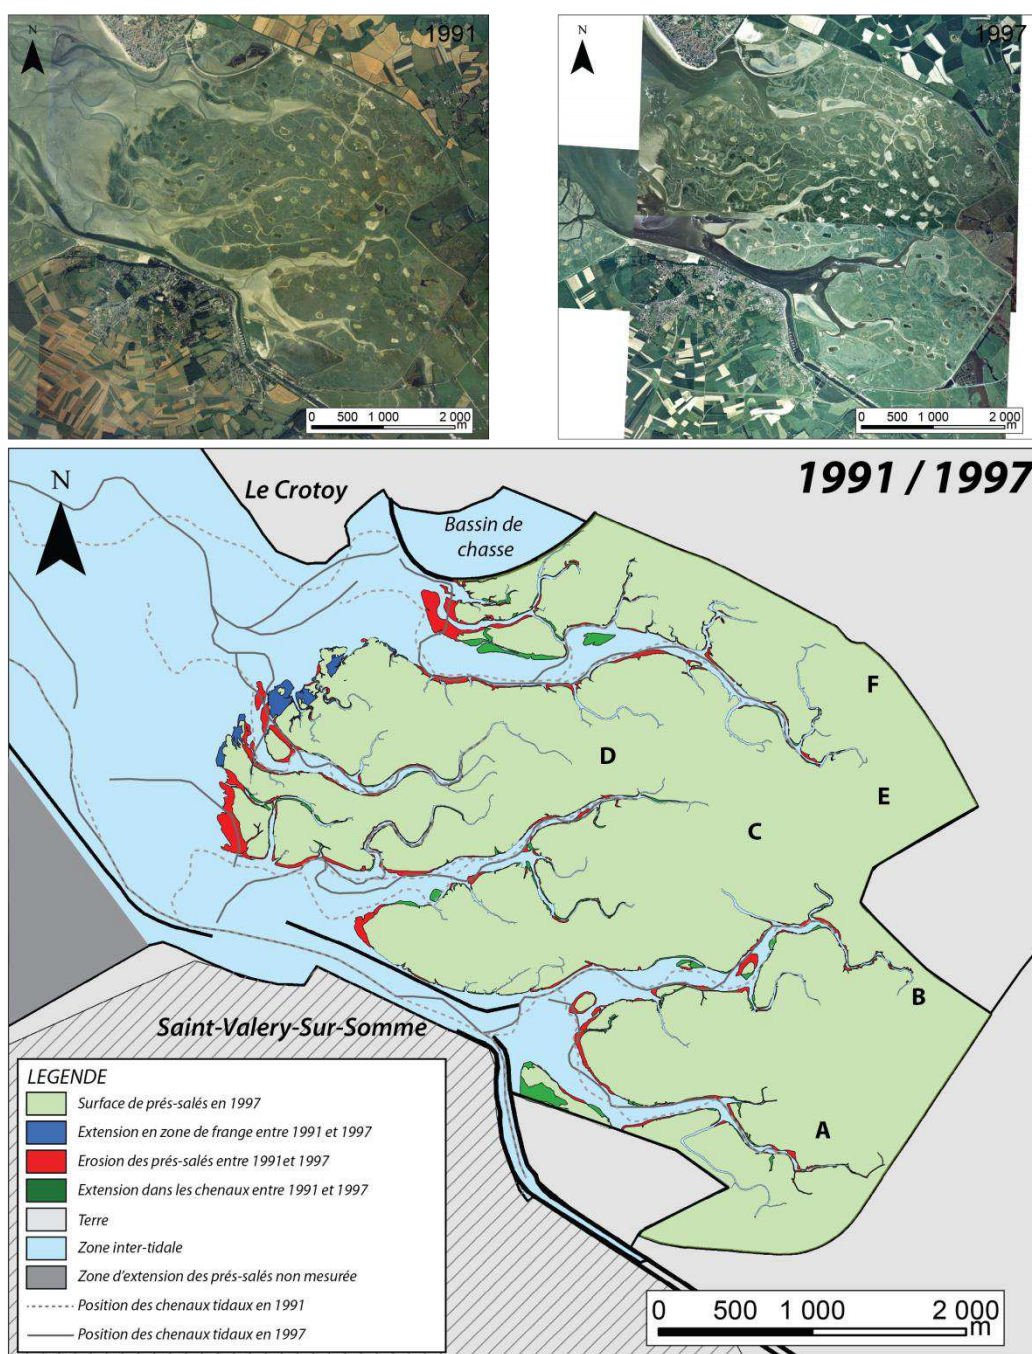 N
1991
0 500 1 000 2 000
m
N
1997
0 500 1 000 2 000
m
1991 / 1997
N
Le Crotoy
Bassin de
chasse
F
D
E
C
B
Saint-Valery-Sur-Somme
A
LEGENDE
Surface de prés-salés en 1997
Extension en zone de frange entre 1991 et 1997
Erosion des prés-salés entre 1991et 1997
Extension dans les chenaux entre 1991 et 1997
Terre
Zone inter-tidale
Zone d'extension des prés-salés non mesurée
Position des chenaux tidaux en 1991
Position des chenaux tidaux en 1997
0 500 1 000 2 000
m